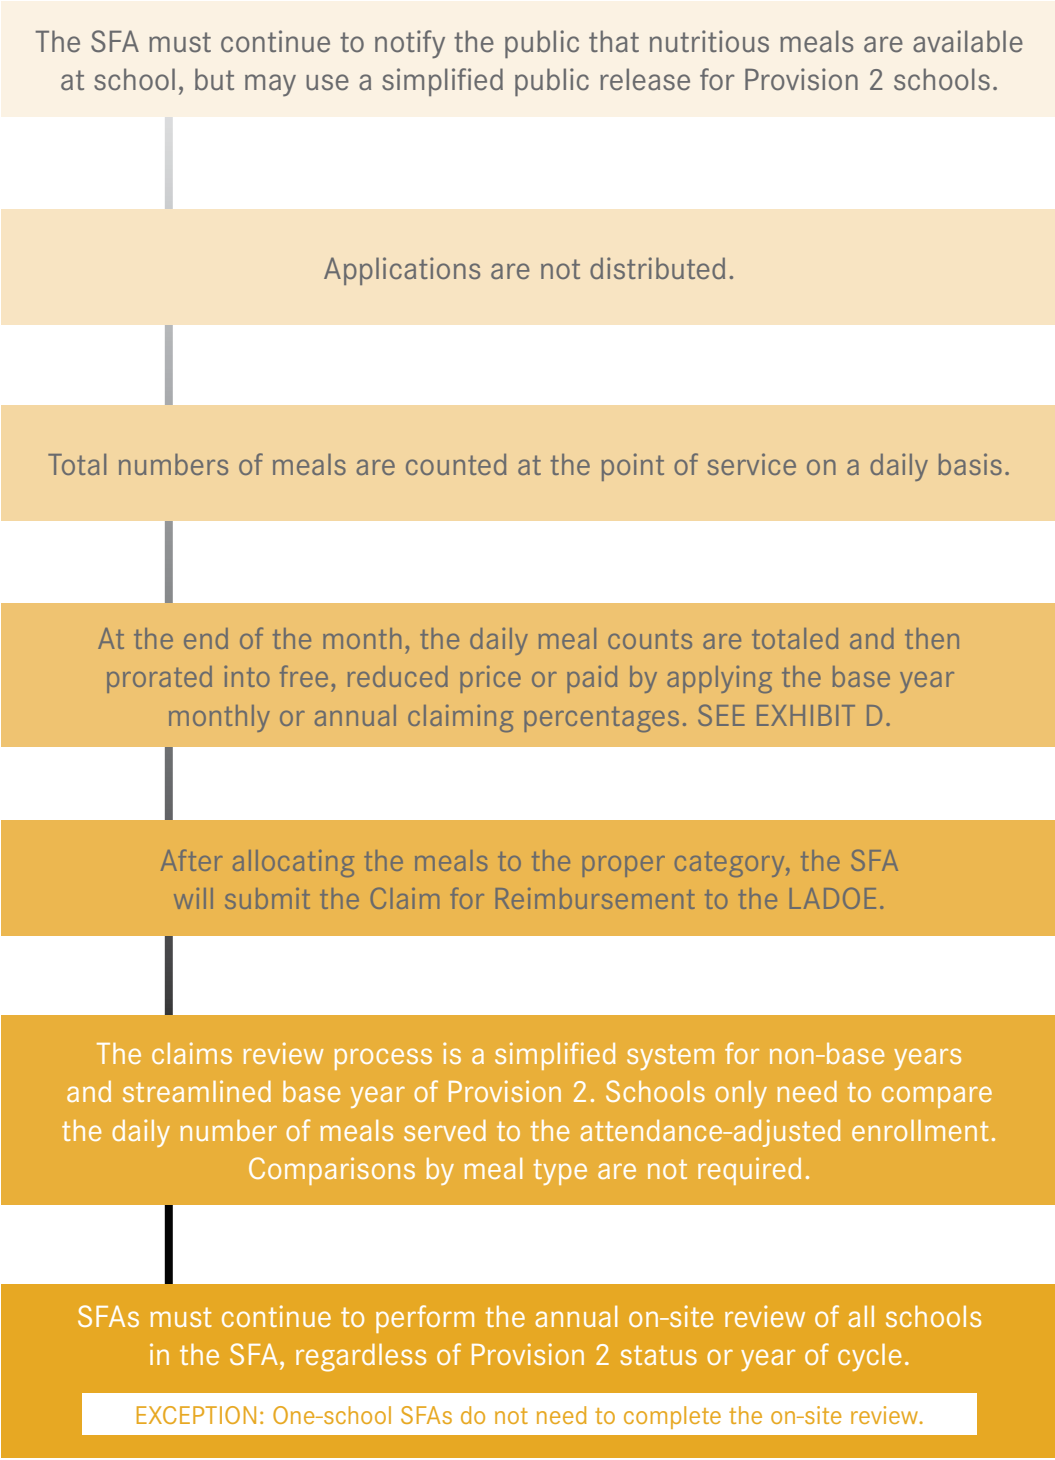 The SFA must continue to notify the public that nutritious meals are available
at school, but may use a simplified public release for Provision 2 schools.
Applications are not distributed.
Total numbers of meals are counted at the point of service on a daily basis.
At the end of the month, the daily meal counts are totaled and then
prorated into free, reduced price or paid by applying the base year
monthly or annual claiming percentages. SEE EXHIBIT D.
After allocating the meals to the proper category, the SFA
will submit the Claim for Reimbursement to the LADOE.
The claims review process is a simplified system for non-base years
and streamlined base year of Provision 2. Schools only need to compare
the daily number of meals served to the attendance-adjusted enrollment.
Comparisons by meal type are not required.
SFAs must continue to perform the annual on-site review of all schools
in the SFA, regardless of Provision 2 status or year of cycle.
EXCEPTION: One-school SFAs do not need to complete the on-site review.